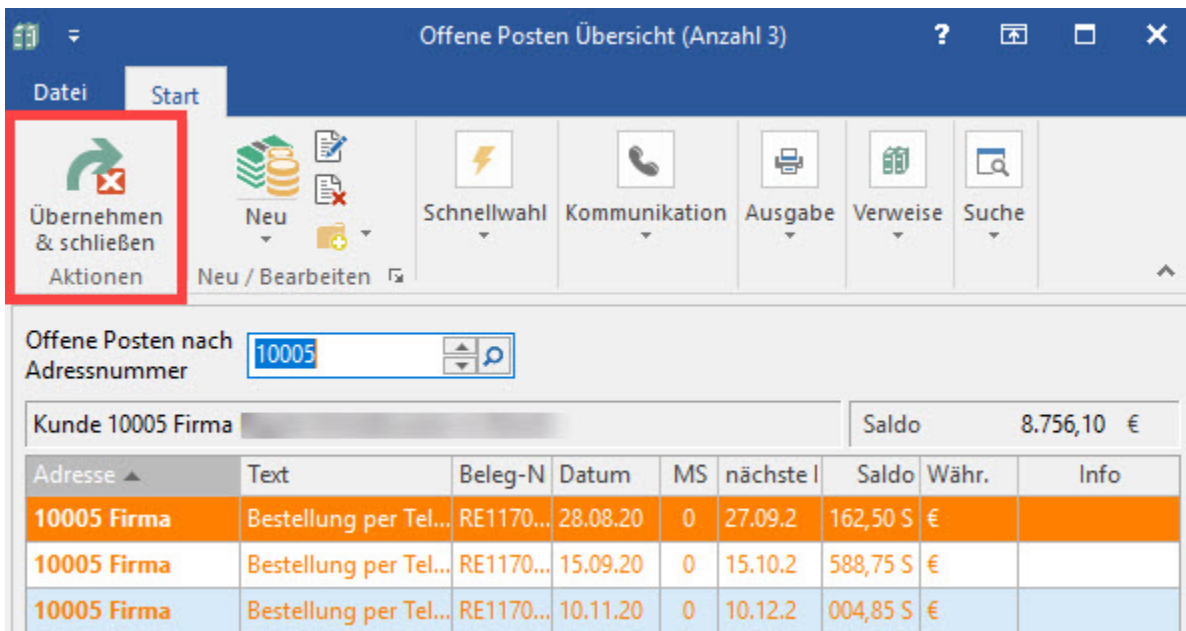 Offene Posten Übersicht (Anzahl 3) ?
Datei Start
Übernehmen & schließen
Neu
Schnellwahl Kommunikation Ausgabe Verweise Suche
Aktionen Neu / Bearbeiten
Offene Posten nach
Adressnummer
10005
Kunde 10005 Firma
Saldo 8.756,10 €
Adresse Text Beleg-N Datum MS nächste Saldo Währ. Info
10005 Firma Bestellung per Tel... RE1170... 28.08.20 0 27.09.2 162,50 S €
10005 Firma Bestellung per Tel... RE1170... 15.09.20 0 15.10.2 588,75 S €
10005 Firma Bestellung per Tel... RE1170... 10.11.20 0 10.12.2 004,85 S €